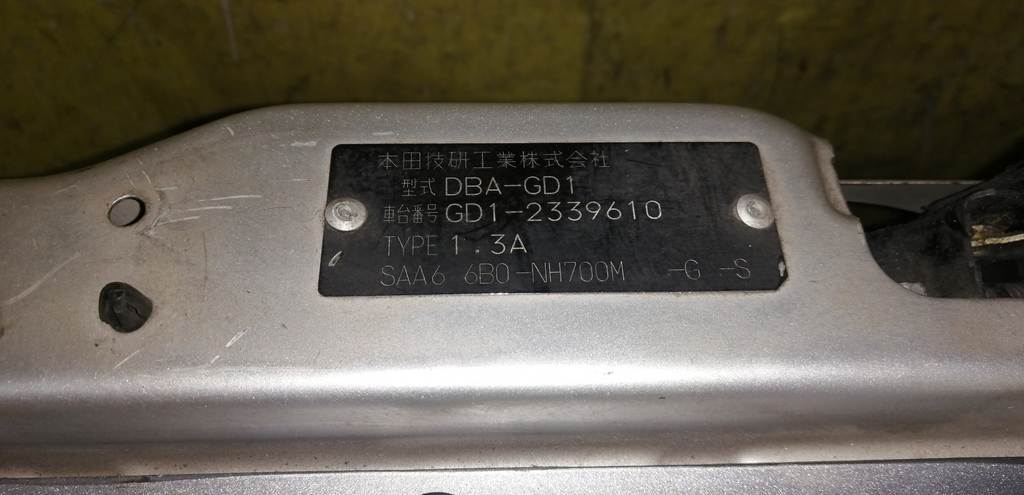 本田技研工業株式会社
型式 DBA-GD1
車台番号 GD1-2339610
TYPE 1.3A
SAA6 6B0-NH700M -G -S